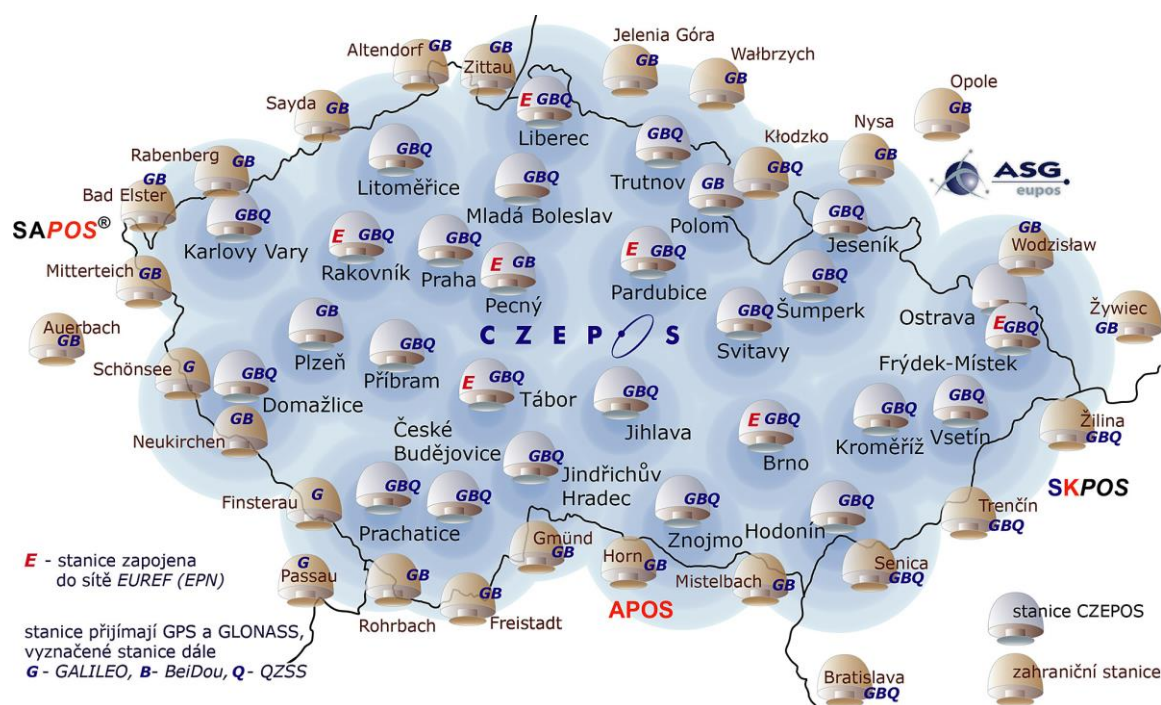 Altendorf GB
GB
Zittau
Jelenia Góra
GB
Wałbrzych
GB
Opole
GB
Sayda
GB
E GBQ
Liberec
GBQ
Trutnov
Kłodzko
GBQ
Nysa
GB
ASG.
eupos
Rabenberg
GB
GBQ
Litoměřice
GBQ
Mladá Boleslav
GB
Polom
GB
Bad Elster
SAPOS®
GBQ
Karlovy Vary
E GBQ
Rakovník
GBQ
Praha
E GB
Pecný
E GBQ
Pardubice
GBQ
Jeseník
GB
Wodzisław
Mitterteich
GB
GBQ
Šumperk
Ostrava
E GBQ
Frýdek-Místek
Żywiec
GB
Auerbach
GB
GB
Plzeň
CZEPOS
GBQ
Svitavy
Schönsee
G
GBQ
Domažlice
GBQ
Příbram
E GBQ
Tábor
GBQ
Jihlava
E GBQ
Brno
GBQ
Kroměříž
GBQ
Vsetín
Žilina
GBQ
Neukirchen
GB
České
Budějovice
GBQ
GBQ
Jindřichův
Hradec
SKPOS
Finsterau
G
GBQ
Prachatice
GBQ
Znojmo
GBQ
Hodonín
Trenčín
GBQ
Gmünd
GB
Horn
GB
Mistelbach
GB
Senica
GBQ
E - stanice zapojena
do sítě EUREF (EPN)
G
Passau
GB
Rohrbach
GB
Freistadt
APOS
stanice CZEPOS
stanice přijímají GPS a GLONASS,
vyznačené stanice dále
G - GALILEO, B- BeiDou, Q- QZSS
Bratislava
GBQ
zahraniční stanice